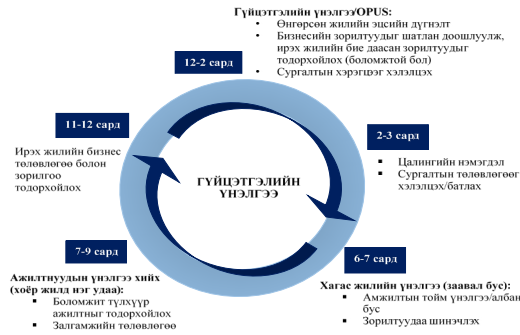 Гүйцэтгэлийн үнэлгээ/OPUS:
Өнгөрсөн жилийн эцсийн дүгнэлт
Бизнесийн зорилтуудыг шатлан доошлуулж,
ирэх жилийн бие даасан зорилтуудыг
тодорхойлох (боломжтой бол)
Сургалтын хэрэгцээг хэлэлцэх
12-2 сард
11-12 сард
Ирэх жилийн бизнес
төлөвлөгөө болон
зорилгоо
тодорхойлох
2-3 сард
Цалингийн нэмэгдэл
Сургалтын төлөвлөгөөг
хэлэлцэх/батлах
ГҮЙЦЭТГЭЛИЙН
ҮНЭЛГЭЭ
7-9 сард
Ажилтнуудын үнэлгээ хийх
(хоёр жилд нэг удаа):
Боломжит түлхүүр
ажилтныг тодорхойлох
Залгамжийн төлөвлөгөө
6-7 сард
Хагас жилийн үнэлгээ (заавал бус):
Амжилтын тойм үнэлгээ/албан
бус
Зорилтуудаа шинэчлэх